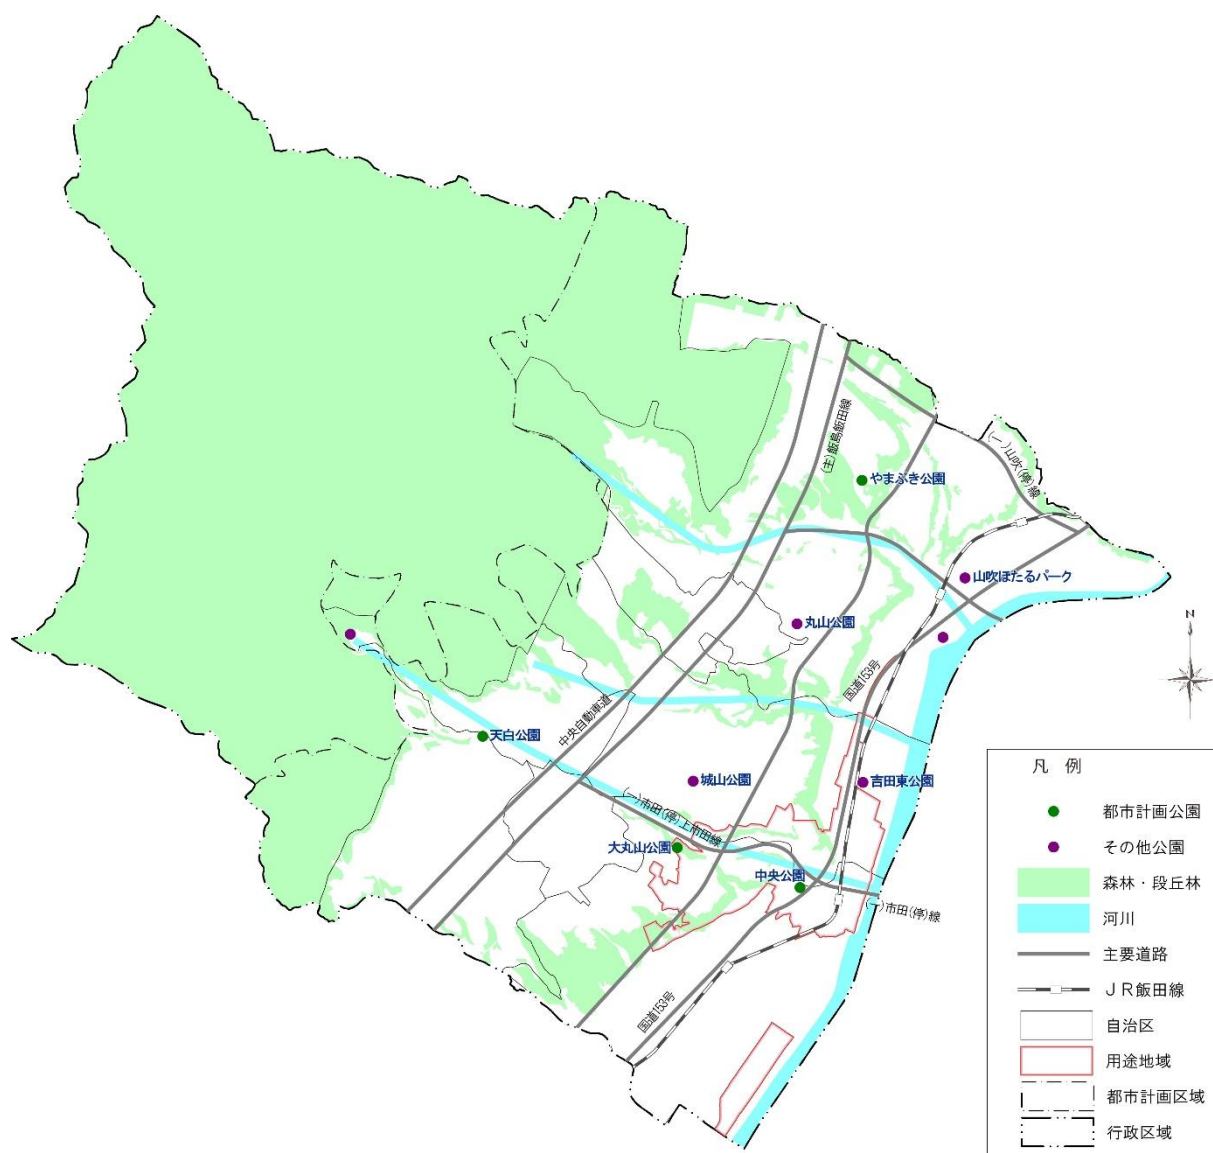 (主)飯島飯田線
(一)山吹(停)線
やまぶき公園
山吹ほたるパーク
丸山公園
N
国道153号
中央自動車道
天白公園
城山公園
吉田東公園
(一)市田(停)上市田線
大丸山公園
中央公園
(一)市田(停)線
国道153号
凡 例
都市計画公園
その他公園
森林・段丘林
河川
主要道路
JR飯田線
自治区
用途地域
都市計画区域
行政区域